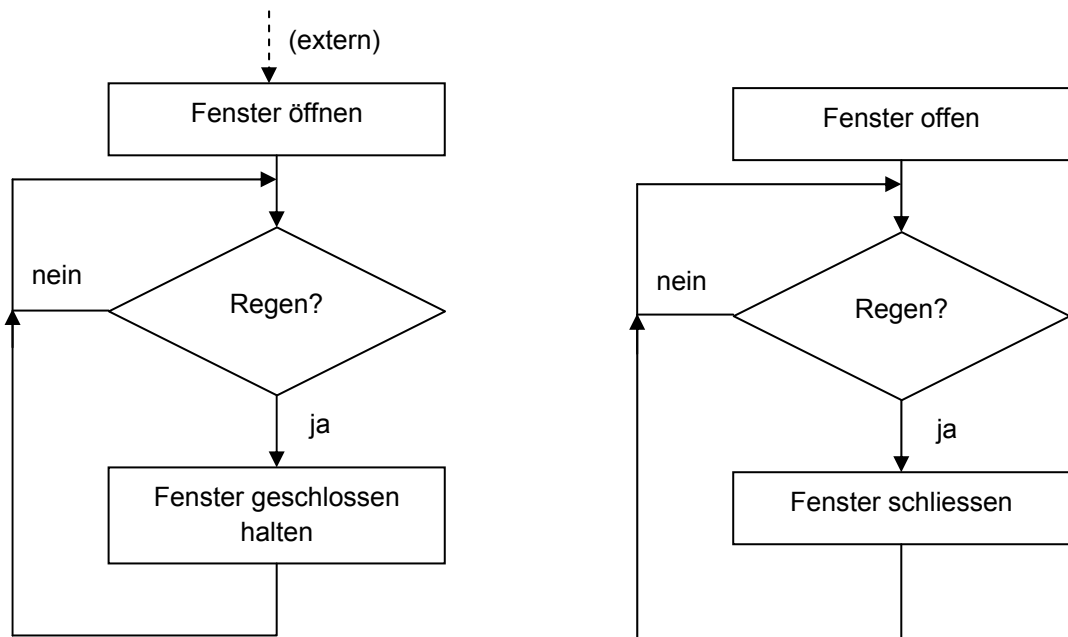 (extern)
Fenster öffnen
nein
Regen?
ja
Fenster geschlossen
halten
Fenster offen
nein
Regen?
ja
Fenster schliessen